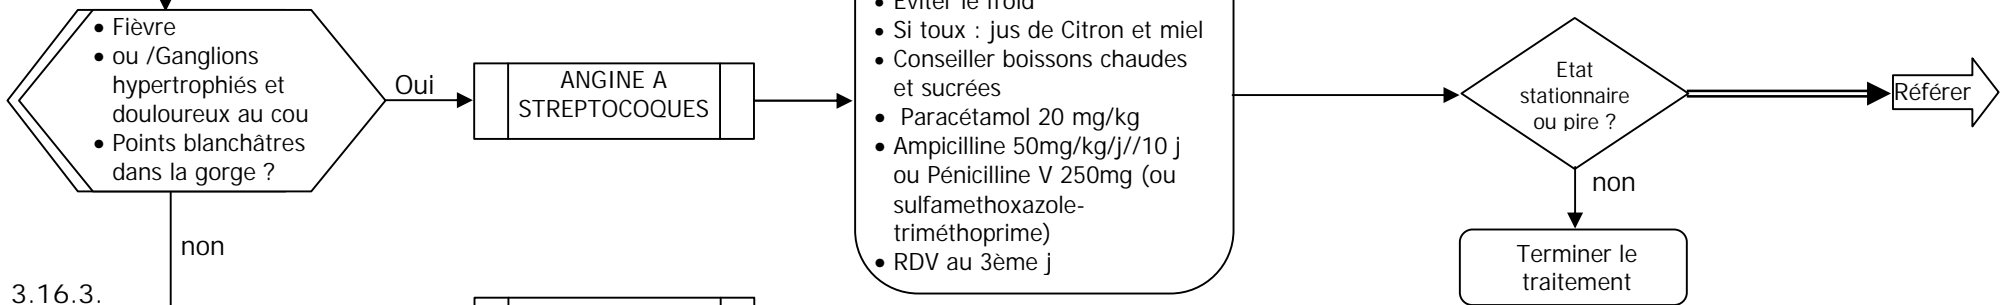 • Fièvre
• ou /Ganglions
hypertrophiés et
douloureux au cou
• Points blanchâtres
dans la gorge ?
Oui
ANGINE A
STREPTOCOQUES
• Eviter le froid
• Si toux : jus de Citron et miel
• Conseiller boissons chaudes
et sucrées
• Paracétamol 20 mg/kg
• Ampicilline 50mg/kg/j//10 j
ou Pénicilline V 250mg (ou
sulfamethoxazole-
triméthoprime)
• RDV au 3ème j
Etat
stationnaire
ou pire ?
Référer
non
Terminer le
traitement
non
3.16.3.